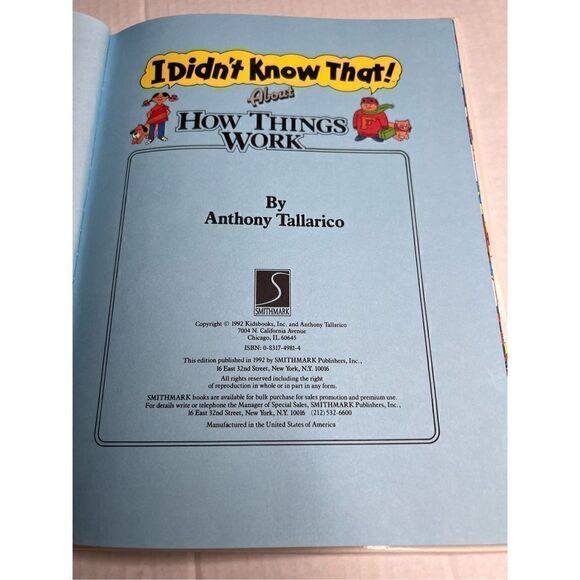 I Didn't Know That!
About
How Things
Work
F
By
Anthony Tallarico
S
SMITHMARK
Copyright © 1992 Kidsbooks, Inc. and Anthony Tallarico
7004 N. California Avenue
Chicago, IL 60645
ISBN: 0-8317-4981-4
This edition published in 1992 by SMITHMARK Publishers, Inc.,
16 East 32nd Street, New York, N.Y. 10016
All rights reserved including the right
of reproduction in whole or in part in any form.
SMITHMARK books are available for bulk purchase for sales promotion and premium use.
For details write or telephone the Manager of Special Sales, SMITHMARK Publishers, Inc.,
16 East 32nd Street, New York, N.Y. 10016 (212) 532-6600
Manufactured in the United States of America